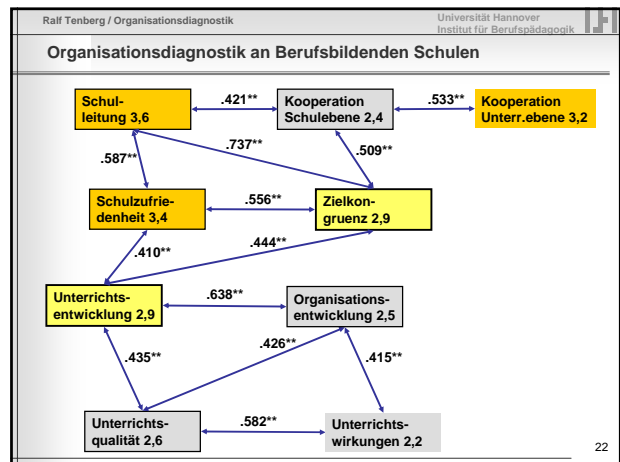 Ralf Tenberg / Organisationsdiagnostik
Universität Hannover
Institut für Berufspädagogik
Organisationsdiagnostik an Berufsbildenden Schulen
Schul-
leitung 3,6
.421**
Kooperation
Schulebene 2,4
.533**
Kooperation
Unterr.ebene 3,2
.587**
.737**
.509**
Schulzufrie-
denheit 3,4
.556**
Zielkon-
gruenz 2,9
.410**
.444**
Unterrichts-
entwicklung 2,9
.638**
Organisations-
entwicklung 2,5
.435**
.426**
.415**
Unterrichts-
qualität 2,6
.582**
Unterrichts-
wirkungen 2,2
22